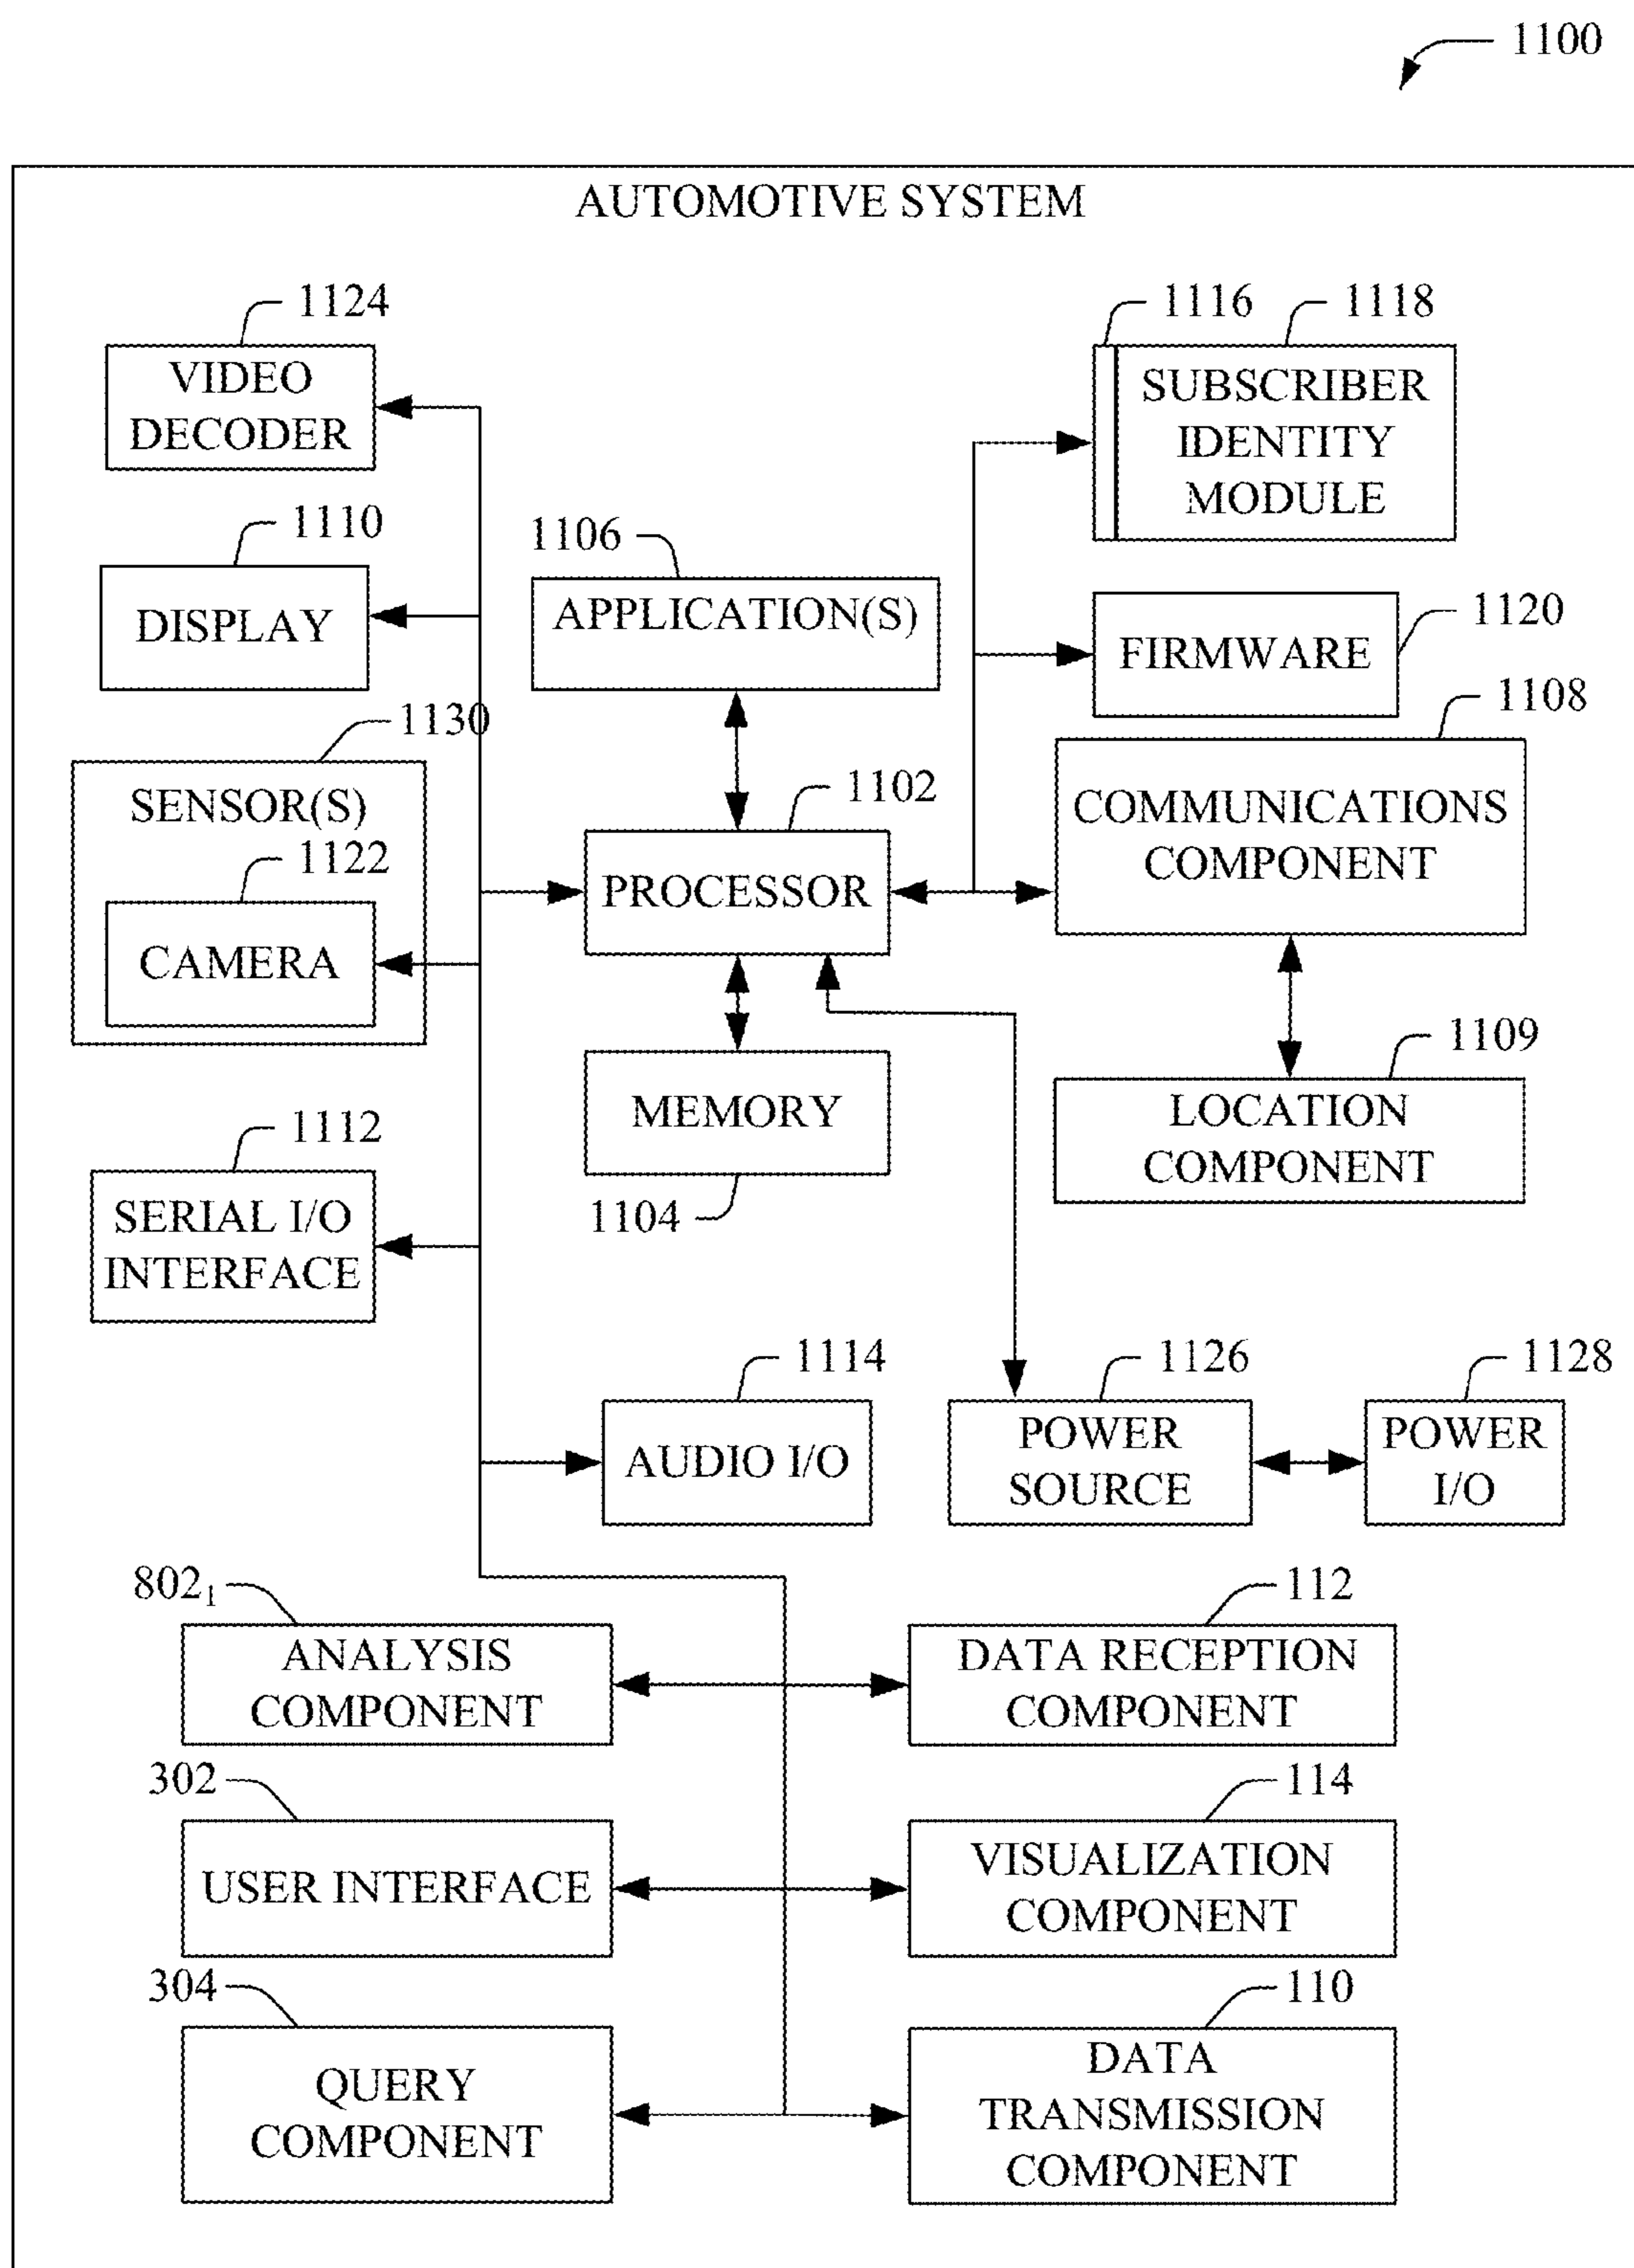 1100
AUTOMOTIVE SYSTEM
1124
VIDEO
DECODER
1116
1118
SUBSCRIBER
IDENTITY
MODULE
1110
DISPLAY
1106
APPLICATION(S)
1120
FIRMWARE
1130
SENSOR(S)
1122
CAMERA
1102
PROCESSOR
1108
COMMUNICATIONS
COMPONENT
MEMORY
1104
1109
LOCATION
COMPONENT
1112
SERIAL I/O
INTERFACE
1114
AUDIO I/O
1126
POWER
SOURCE
1128
POWER
I/O
802₁
ANALYSIS
COMPONENT
112
DATA RECEPTION
COMPONENT
302
USER INTERFACE
114
VISUALIZATION
COMPONENT
304
QUERY
COMPONENT
110
DATA
TRANSMISSION
COMPONENT